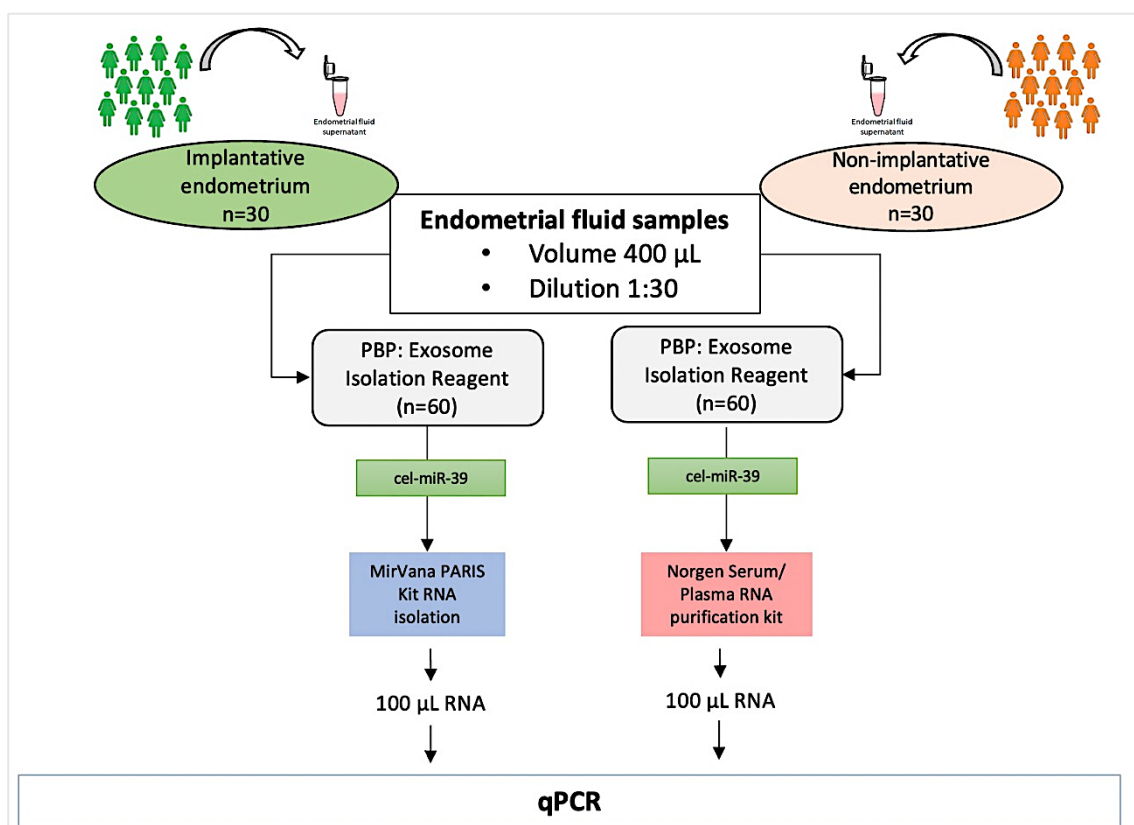 Endometrial fluid
supernatant
Endometrial fluid
supernatant
Implantative
endometrium
n=30
Non-implantative
endometrium
n=30
Endometrial fluid samples
• Volume 400 µL
• Dilution 1:30
PBP: Exosome
Isolation Reagent
(n=60)
PBP: Exosome
Isolation Reagent
(n=60)
cel-miR-39
cel-miR-39
MirVana PARIS
Kit RNA
isolation
Norgen Serum/
Plasma RNA
purification kit
100 µL RNA
100 µL RNA
qPCR